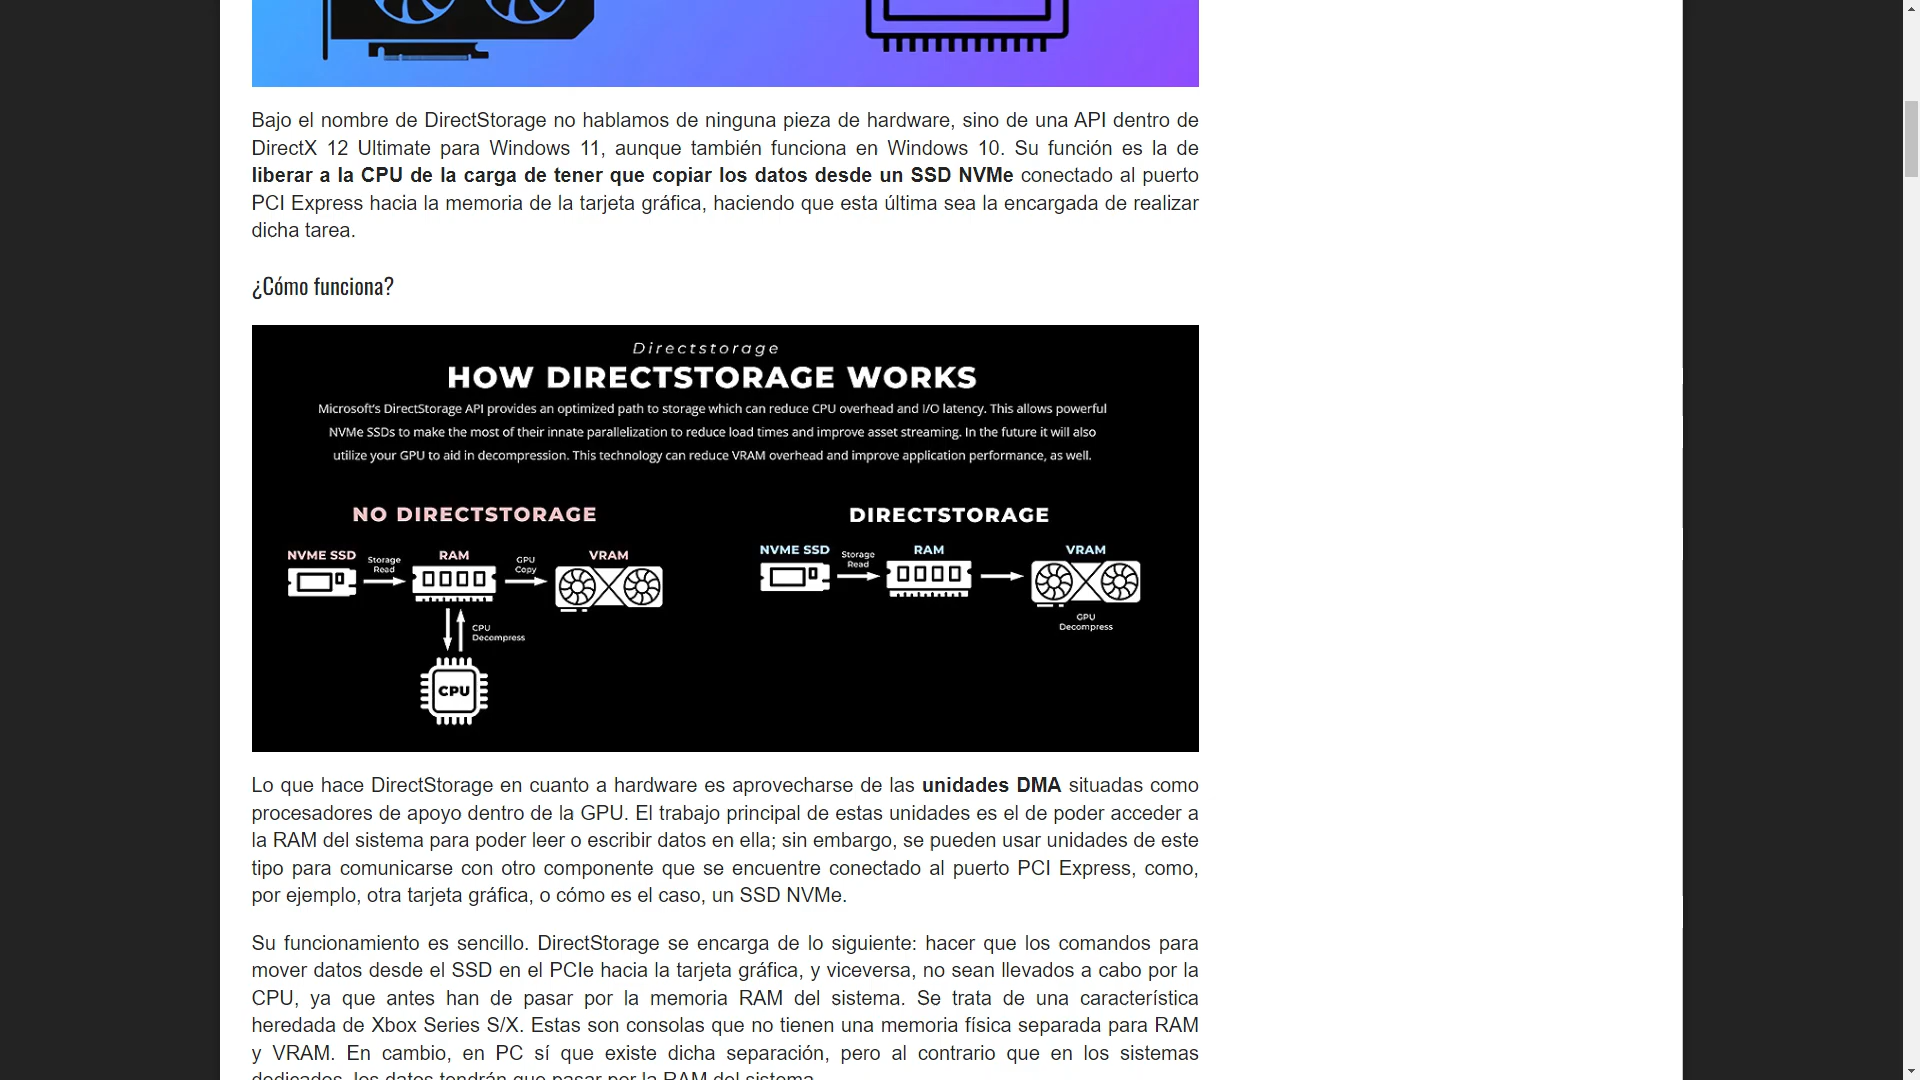 Bajo el nombre de DirectStorage no hablamos de ninguna pieza de hardware, sino de una API dentro de
DirectX 12 Ultimate para Windows 11, aunque también funciona en Windows 10. Su función es la de
liberar a la CPU de la carga de tener que copiar los datos desde un SSD NVMe conectado al puerto
PCI Express hacia la memoria de la tarjeta gráfica, haciendo que esta última sea la encargada de realizar
dicha tarea.
¿Cómo funciona?
Directstorage
HOW DIRECTSTORAGE WORKS
Microsoft's DirectStorage API provides an optimized path to storage which can reduce CPU overhead and I/O latency. This allows powerful
NVMe SSDs to make the most of their innate parallelization to reduce load times and improve asset streaming. In the future it will also
utilize your GPU to aid in decompression. This technology can reduce VRAM overhead and improve application performance, as well.
NO DIRECTSTORAGE
NVME SSD
Storage
Read
RAM
GPU
Copy
VRAM
CPU
Decompress
CPU
DIRECTSTORAGE
NVME SSD
Storage
Read
RAM
VRAM
GPU
Decompress
Lo que hace DirectStorage en cuanto a hardware es aprovecharse de las unidades DMA situadas como
procesadores de apoyo dentro de la GPU. El trabajo principal de estas unidades es el de poder acceder a
la RAM del sistema para poder leer o escribir datos en ella; sin embargo, se pueden usar unidades de este
tipo para comunicarse con otro componente que se encuentre conectado al puerto PCI Express, como,
por ejemplo, otra tarjeta gráfica, o cómo es el caso, un SSD NVMe.
Su funcionamiento es sencillo. DirectStorage se encarga de lo siguiente: hacer que los comandos para
mover datos desde el SSD en el PCIe hacia la tarjeta gráfica, y viceversa, no sean llevados a cabo por la
CPU, ya que antes han de pasar por la memoria RAM del sistema. Se trata de una característica
heredada de Xbox Series S/X. Estas son consolas que no tienen una memoria física separada para RAM
y VRAM. En cambio, en PC sí que existe dicha separación, pero al contrario que en los sistemas
dedicados, los datos tendrán que pasar por la RAM del sistema.